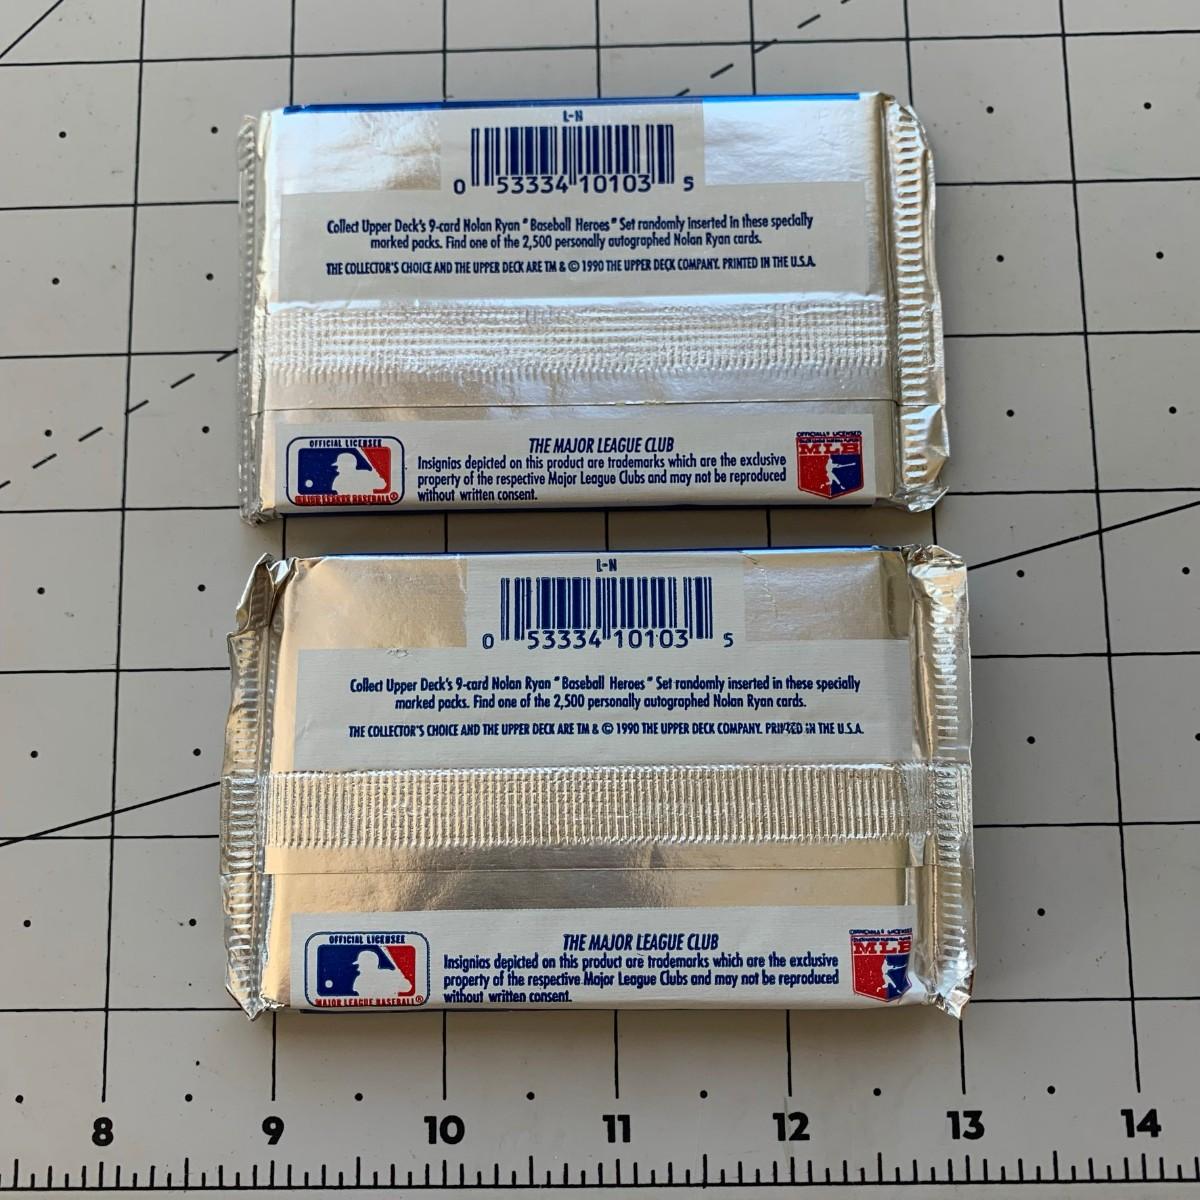 L-N
0 53334 10103 5
Collect Upper Deck's 9-card Nolan Ryan "Baseball Heroes" Set randomly inserted in these specially
marked packs. Find one of the 2,500 personally autographed Nolan Ryan cards.
THE COLLECTOR'S CHOICE AND THE UPPER DECK ARE TM & © 1990 THE UPPER DECK COMPANY. PRINTED IN THE U.S.A.
OFFICIAL LICENSEE
MAJOR LEAGUE BASEBALL®
THE MAJOR LEAGUE CLUB
Insignias depicted on this product are trademarks which are the exclusive
property of the respective Major League Clubs and may not be reproduced
without written consent.
OFFICIALLY LICENSED
MLB
L-N
0 53334 10103 5
Collect Upper Deck's 9-card Nolan Ryan "Baseball Heroes" Set randomly inserted in these specially
marked packs. Find one of the 2,500 personally autographed Nolan Ryan cards.
THE COLLECTOR'S CHOICE AND THE UPPER DECK ARE TM & © 1990 THE UPPER DECK COMPANY. PRINTED IN THE U.S.A.
OFFICIAL LICENSEE
MAJOR LEAGUE BASEBALL®
THE MAJOR LEAGUE CLUB
Insignias depicted on this product are trademarks which are the exclusive
property of the respective Major League Clubs and may not be reproduced
without written consent.
MLB
8 9 10 11 12 13 14